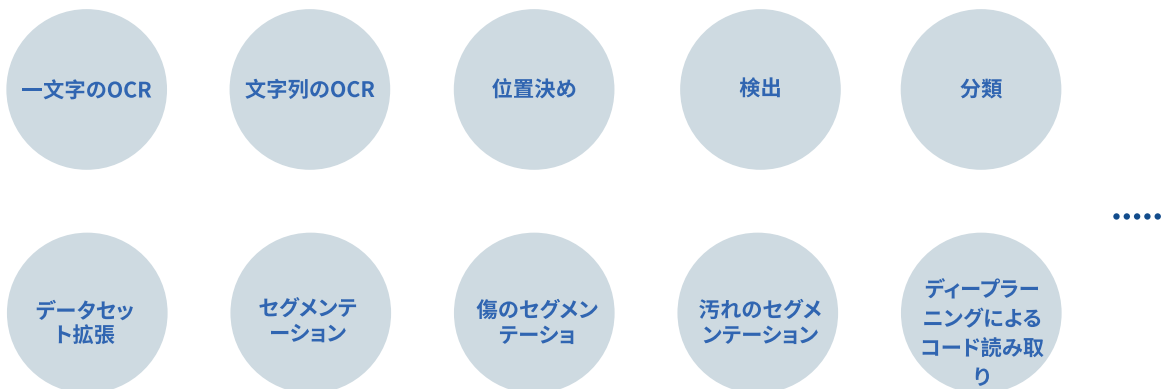 一文字のOCR
文字列のOCR
位置決め
検出
分類
データセッ
ト拡張
セグメンテ
ーション
傷のセグメン
テーショ
汚れのセグメ
ンテーション
ディープラー
ニングによる
コード読み取
り
.....